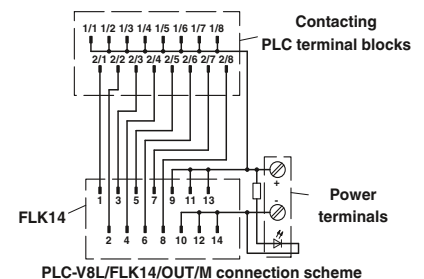 1/1 1/2 1/3 1/4 1/5 1/6 1/7 1/8
Contacting
PLC terminal blocks
2/1 2/2 2/3 2/4 2/5 2/6 2/7 2/8
1 3 5 7 9 11 13
+
FLK14
Power
terminals
-
2 4 6 8 10 12 14
PLC-V8L/FLK14/OUT/M connection scheme